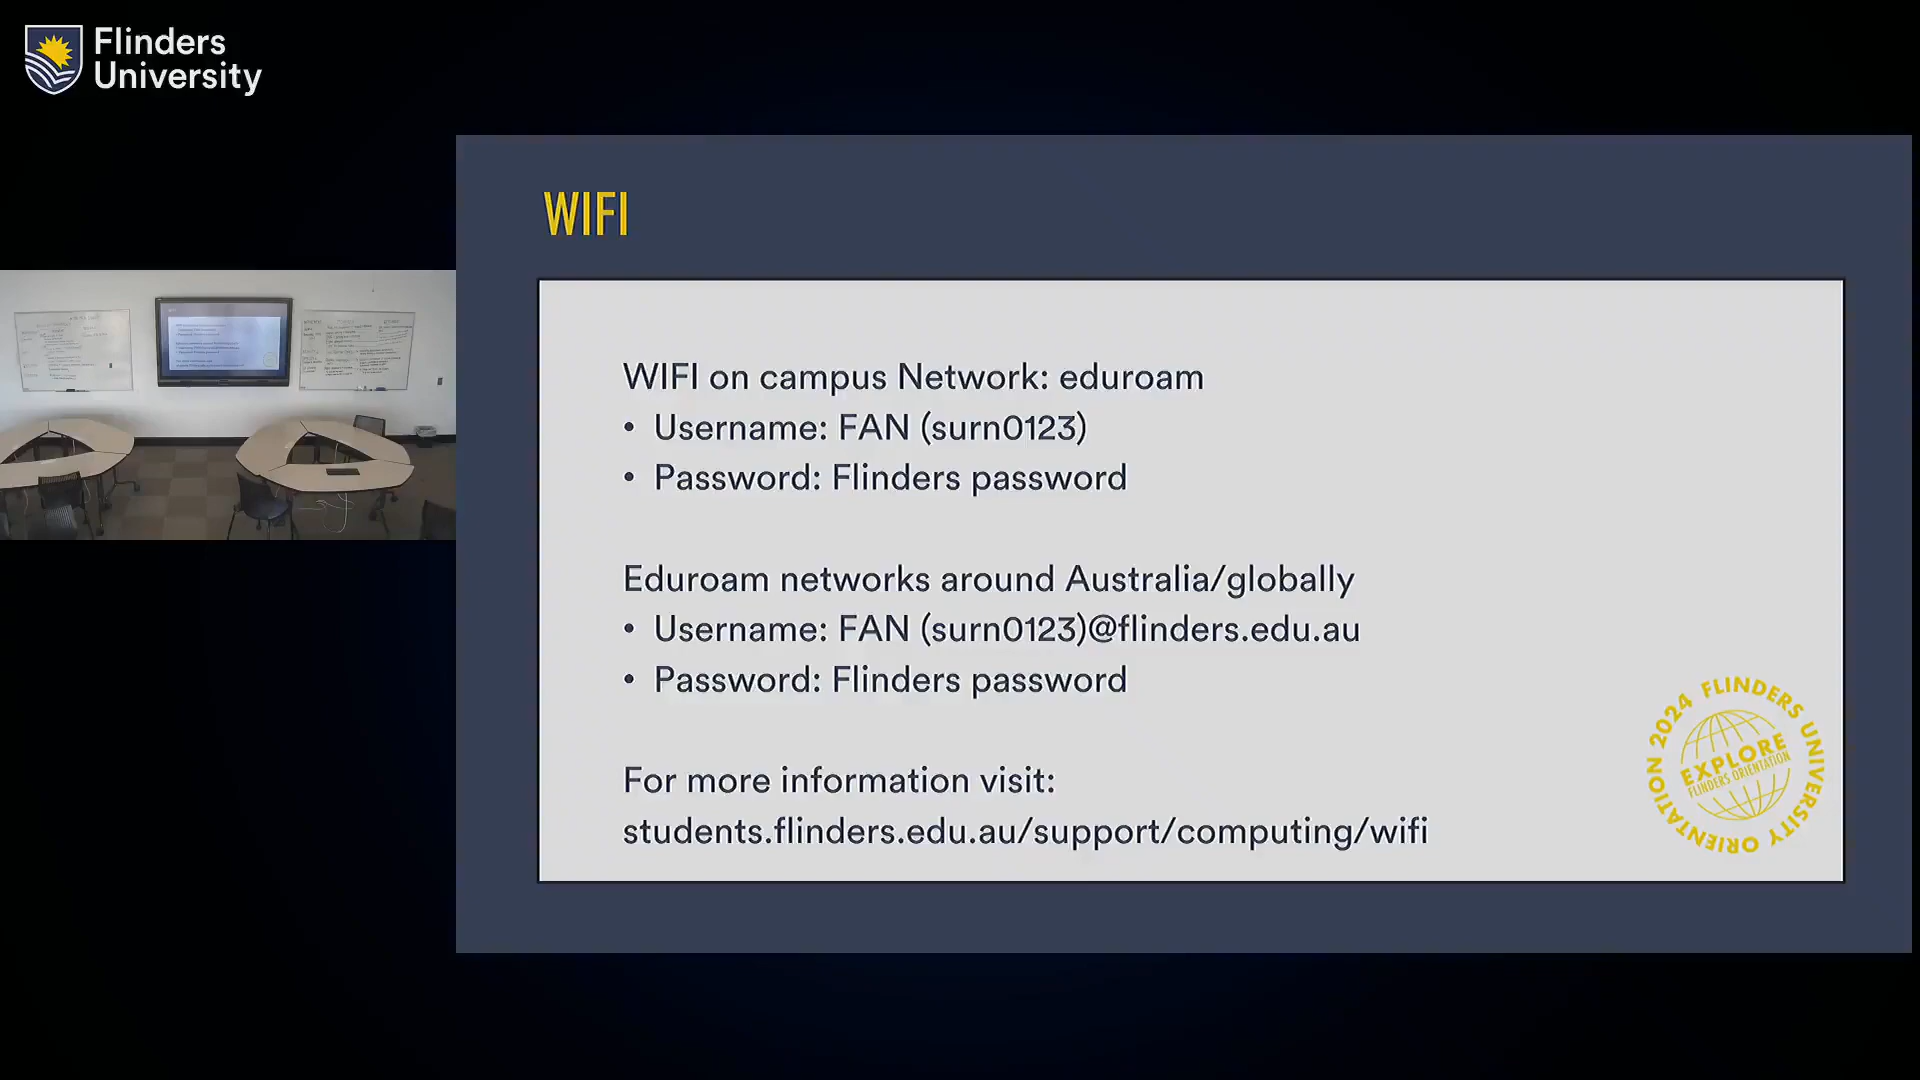 Flinders
University
WIFI
WIFI on campus Network: eduroam
• Username: FAN (surn0123)
• Password: Flinders password
Eduroam networks around Australia/globally
• Username: FAN (surn0123)@flinders.edu.au
• Password: Flinders password
For more information visit:
students.flinders.edu.au/support/computing/wifi
2024 FLINDERS UNIVERSITY ORIENTATION
EXPLORE
FLINDERS ORIENTATION